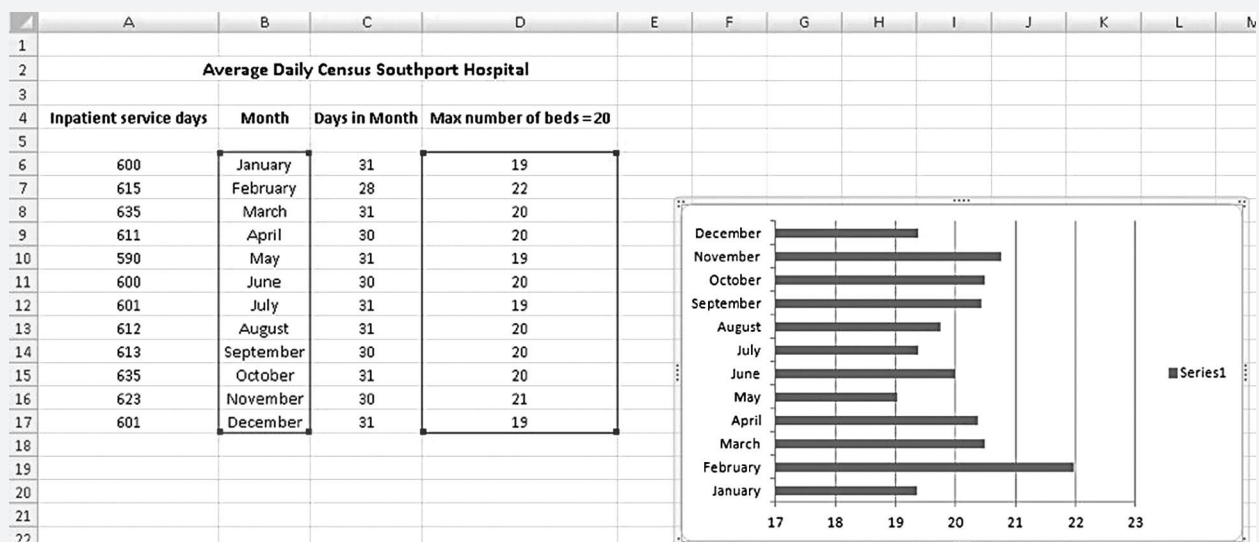 A B C D E F G H I J K L
1
2 Average Daily Census Southport Hospital
3
4 Inpatient service days Month Days in Month Max number of beds = 20
5
6 600 January 31 19
7 615 February 28 22
8 635 March 31 20
9 611 April 30 20
10 590 May 31 19
11 600 June 30 20
12 601 July 31 19
13 612 August 31 20
14 613 September 30 20
15 635 October 31 20
16 623 November 30 21
17 601 December 31 19
18
19
20
21
22
December
November
October
September
August
July
June
May
April
March
February
January
17 18 19 20 21 22 23
Series1